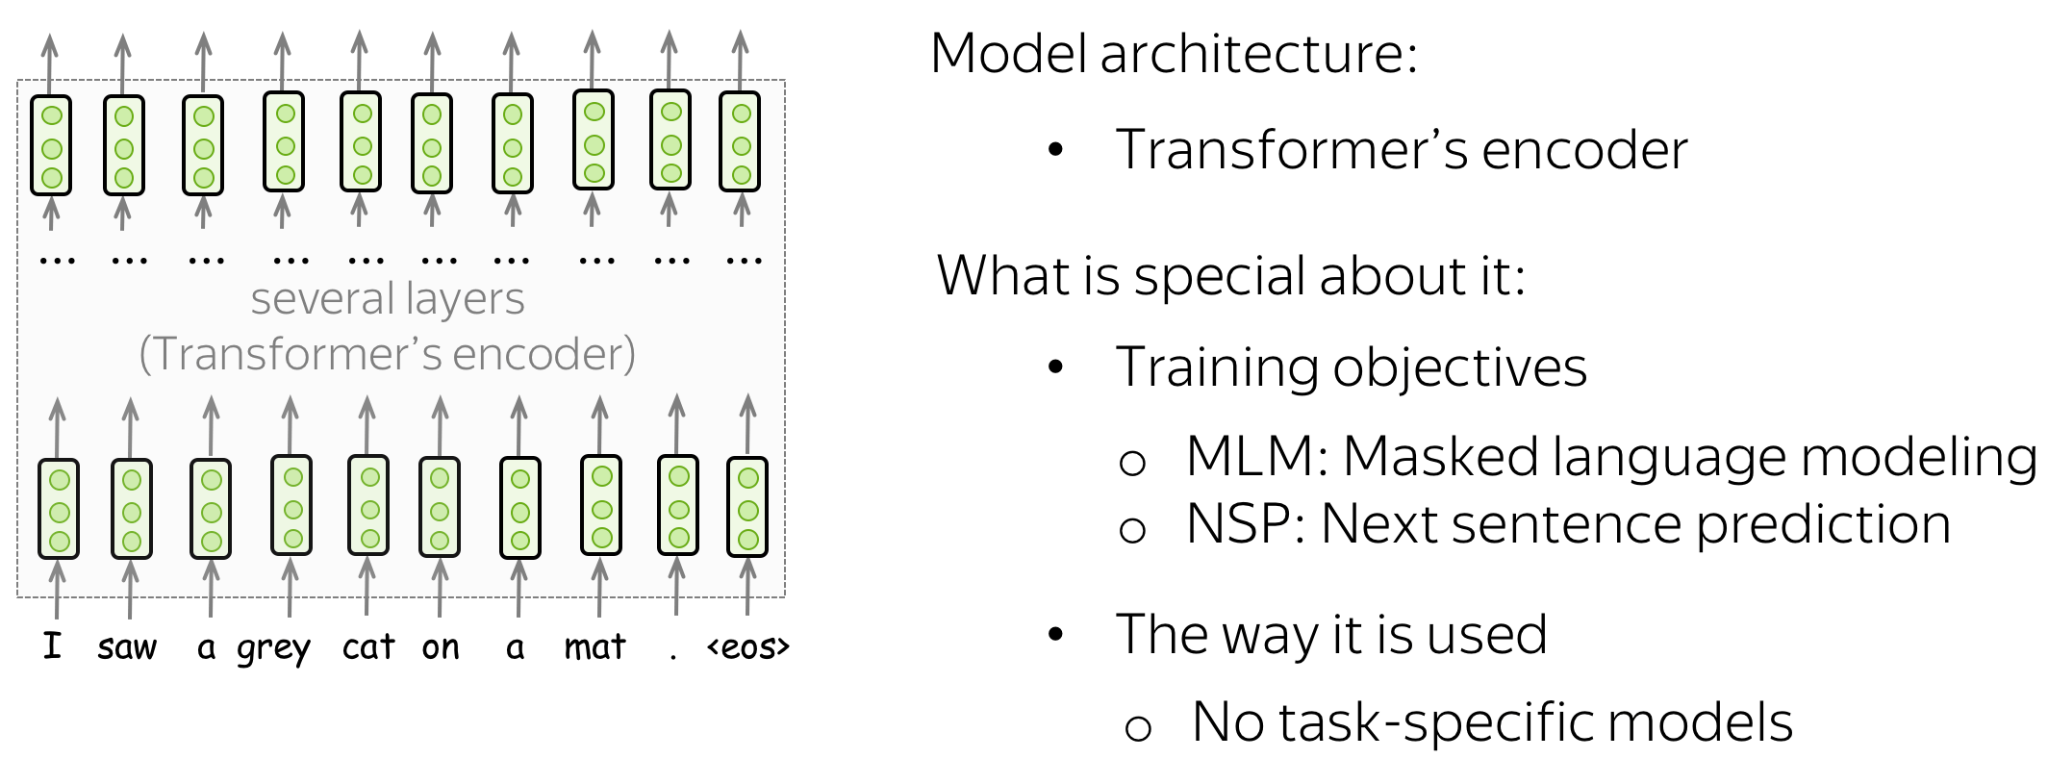 ... ... ... ... ... ... ... ... ... ...
several layers
(Transformer's encoder)
I saw a grey cat on a mat . <eos>
Model architecture:
• Transformer's encoder
What is special about it:
• Training objectives
o MLM: Masked language modeling
o NSP: Next sentence prediction
• The way it is used
o No task-specific models